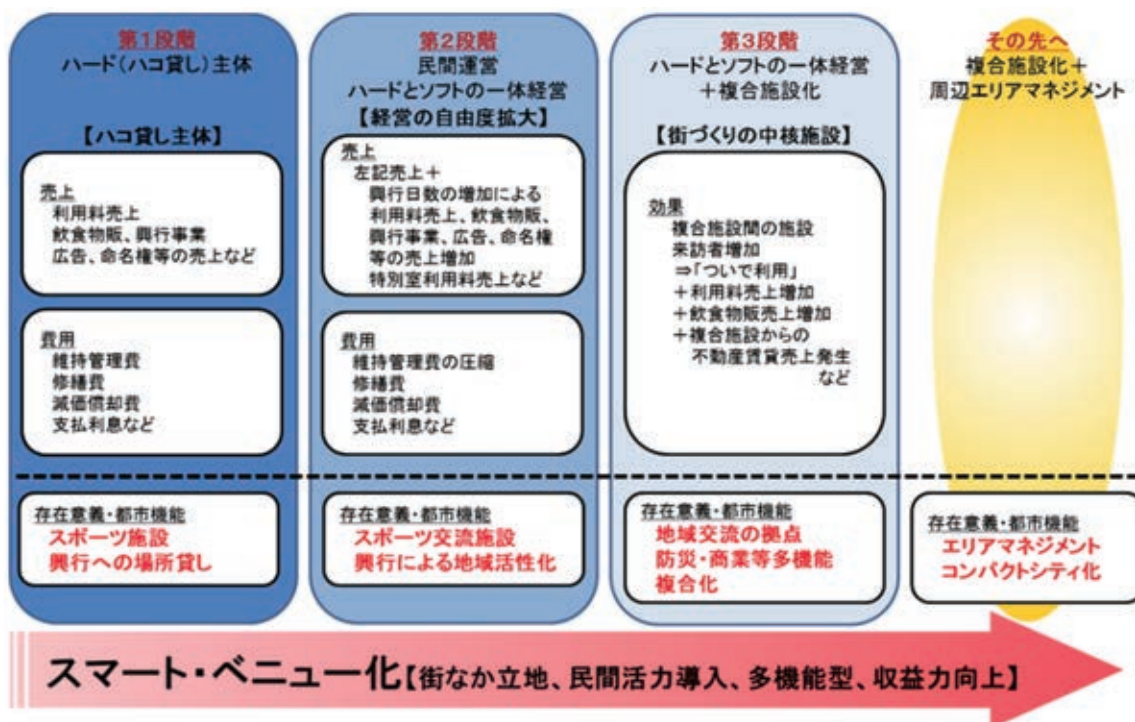 第1段階
ハード(ハコ貸し)主体
【ハコ貸し主体】
売上
利用料売上
飲食物販、興行事業
広告、命名権等の売上など
費用
維持管理費
修繕費
減価償却費
支払利息など
存在意義・都市機能
スポーツ施設
興行への場所貸し
第2段階
民間運営
ハードとソフトの一体経営
【経営の自由度拡大】
売上
左記売上+
興行日数の増加による
利用料売上、飲食物販、
興行事業、広告、命名権
等の売上増加
特別室利用料売上など
費用
維持管理費の圧縮
修繕費
減価償却費
支払利息など
存在意義・都市機能
スポーツ交流施設
興行による地域活性化
第3段階
ハードとソフトの一体経営
+複合施設化
【街づくりの中核施設】
効果
複合施設間の施設
来訪者増加
⇒「ついで利用」
+利用料売上増加
+飲食物販売上増加
+複合施設からの
不動産賃貸売上発生
など
存在意義・都市機能
地域交流の拠点
防災・商業等多機能
複合化
その先へ
複合施設化+
周辺エリアマネジメント
存在意義・都市機能
エリアマネジメント
コンパクトシティ化
スマート・ベニュー化【街なか立地、民間活力導入、多機能型、収益力向上】